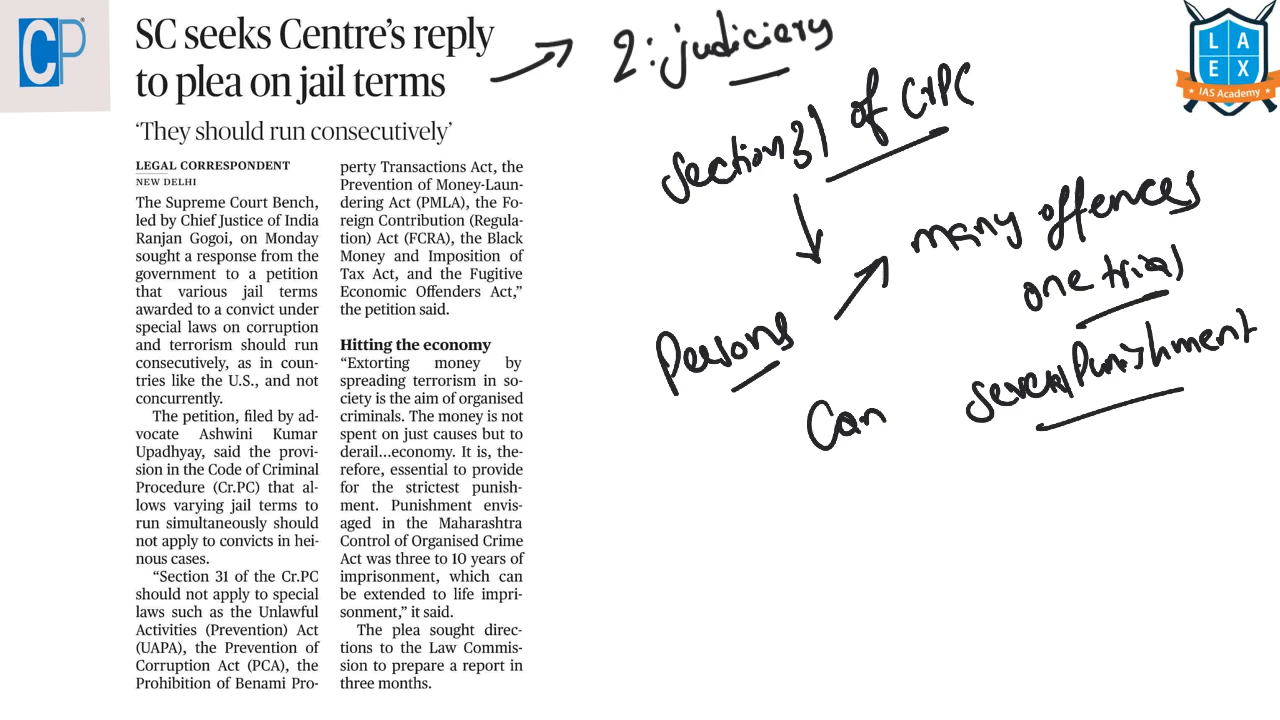 CP
SC seeks Centre's reply
to plea on jail terms
'They should run consecutively'
LEGAL CORRESPONDENT
NEW DELHI
The Supreme Court Bench,
led by Chief Justice of India
Ranjan Gogoi, on Monday
sought a response from the
government to a petition
that various jail terms
awarded to a convict under
special laws on corruption
and terrorism should run
consecutively, as in coun-
tries like the U.S., and not
concurrently.
The petition, filed by ad-
vocate Ashwini Kumar
Upadhyay, said the provi-
sion in the Code of Criminal
Procedure (Cr.PC) that al-
lows varying jail terms to
run simultaneously should
not apply to convicts in hei-
nous cases.
"Section 31 of the Cr.PC
should not apply to special
laws such as the Unlawful
Activities (Prevention) Act
(UAPA), the Prevention of
Corruption Act (PCA), the
Prohibition of Benami Pro-
perty Transactions Act, the
Prevention of Money-Laun-
dering Act (PMLA), the Fo-
reign Contribution (Regula-
tion) Act (FCRA), the Black
Money and Imposition of
Tax Act, and the Fugitive
Economic Offenders Act,"
the petition said.
Hitting the economy
"Extorting money by
spreading terrorism in so-
ciety is the aim of organised
criminals. The money is not
spent on just causes but to
derail...economy. It is, the-
refore, essential to provide
for the strictest punish-
ment. Punishment envis-
aged in the Maharashtra
Control of Organised Crime
Act was three to 10 years of
imprisonment, which can
be extended to life impri-
sonment," it said.
The plea sought direc-
tions to the Law Commis-
sion to prepare a report in
three months.
2: judiciary
Section 31 of CrPC
Persons
many offences
one trial
Can
several Punishment
L A
E X
IAS Academy